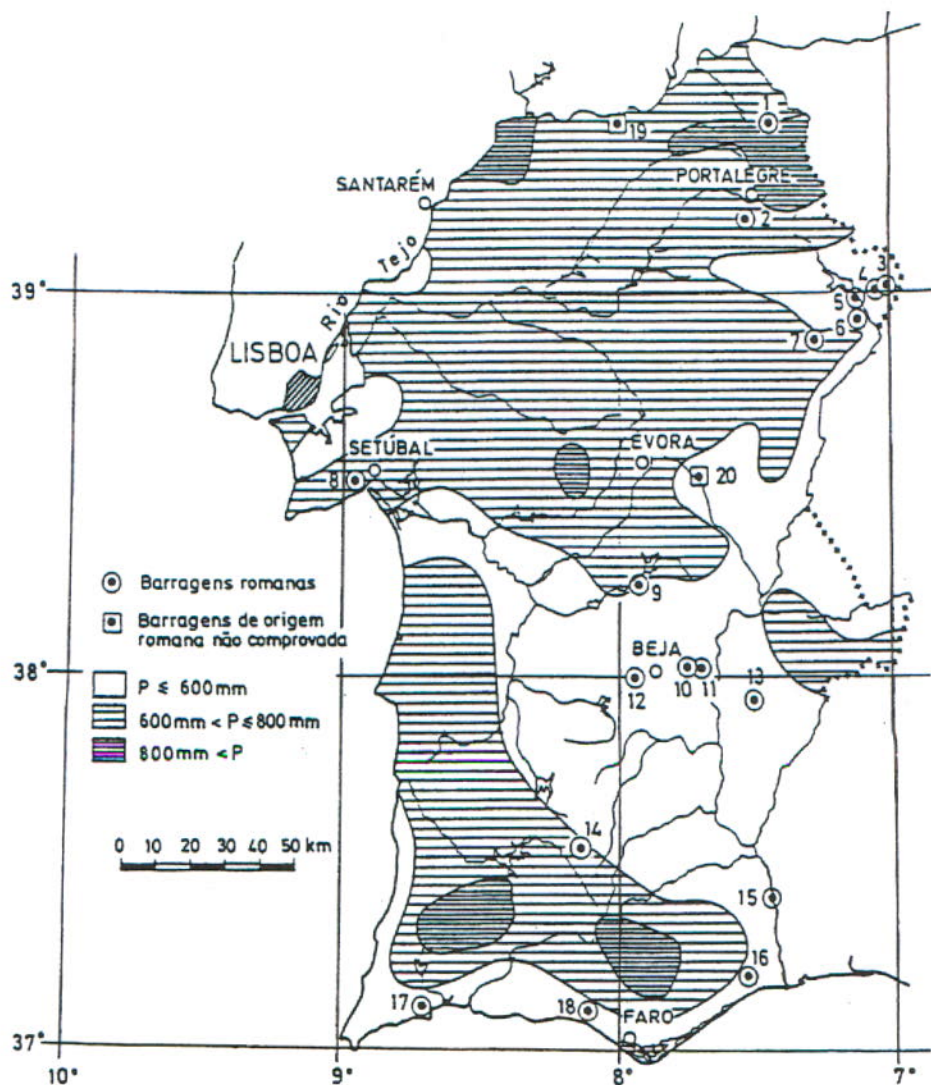 1
19
PORTALEGRE
SANTARÉM
2
Rio Tejo
3
4
39°
5
6
7
LISBOA
ÉVORA
SETÚBAL
20
8
Barragens romanas
9
Barragens de origem
romana não comprovada
BEJA
38°
10
11
12
13
P ≤ 600mm
600mm < P ≤ 800mm
800mm < P
0 10 20 30 40 50 km
14
15
16
17
18
FARO
37°
10°
9°
8°
7°